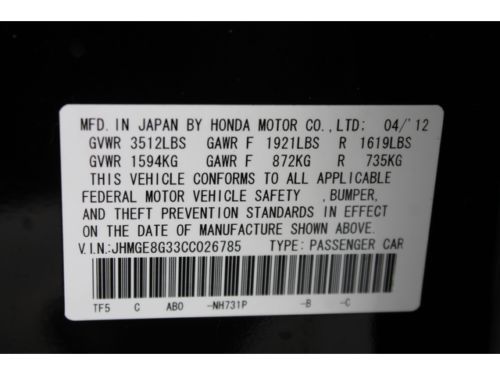 MFD. IN JAPAN BY HONDA MOTOR CO., LTD: 04/'12
GVWR 3512LBS GAWR F 1921LBS R 1619LBS
GVWR 1594KG GAWR F 872KG R 735KG
THIS VEHICLE CONFORMS TO ALL APPLICABLE
FEDERAL MOTOR VEHICLE SAFETY ,BUMPER,
AND THEFT PREVENTION STANDARDS IN EFFECT
ON THE DATE OF MANUFACTURE SHOWN ABOVE.
V.I.N:JHMGE8G33CC026785 TYPE: PASSENGER CAR
TF5 C AB0 -NH731P -B -C